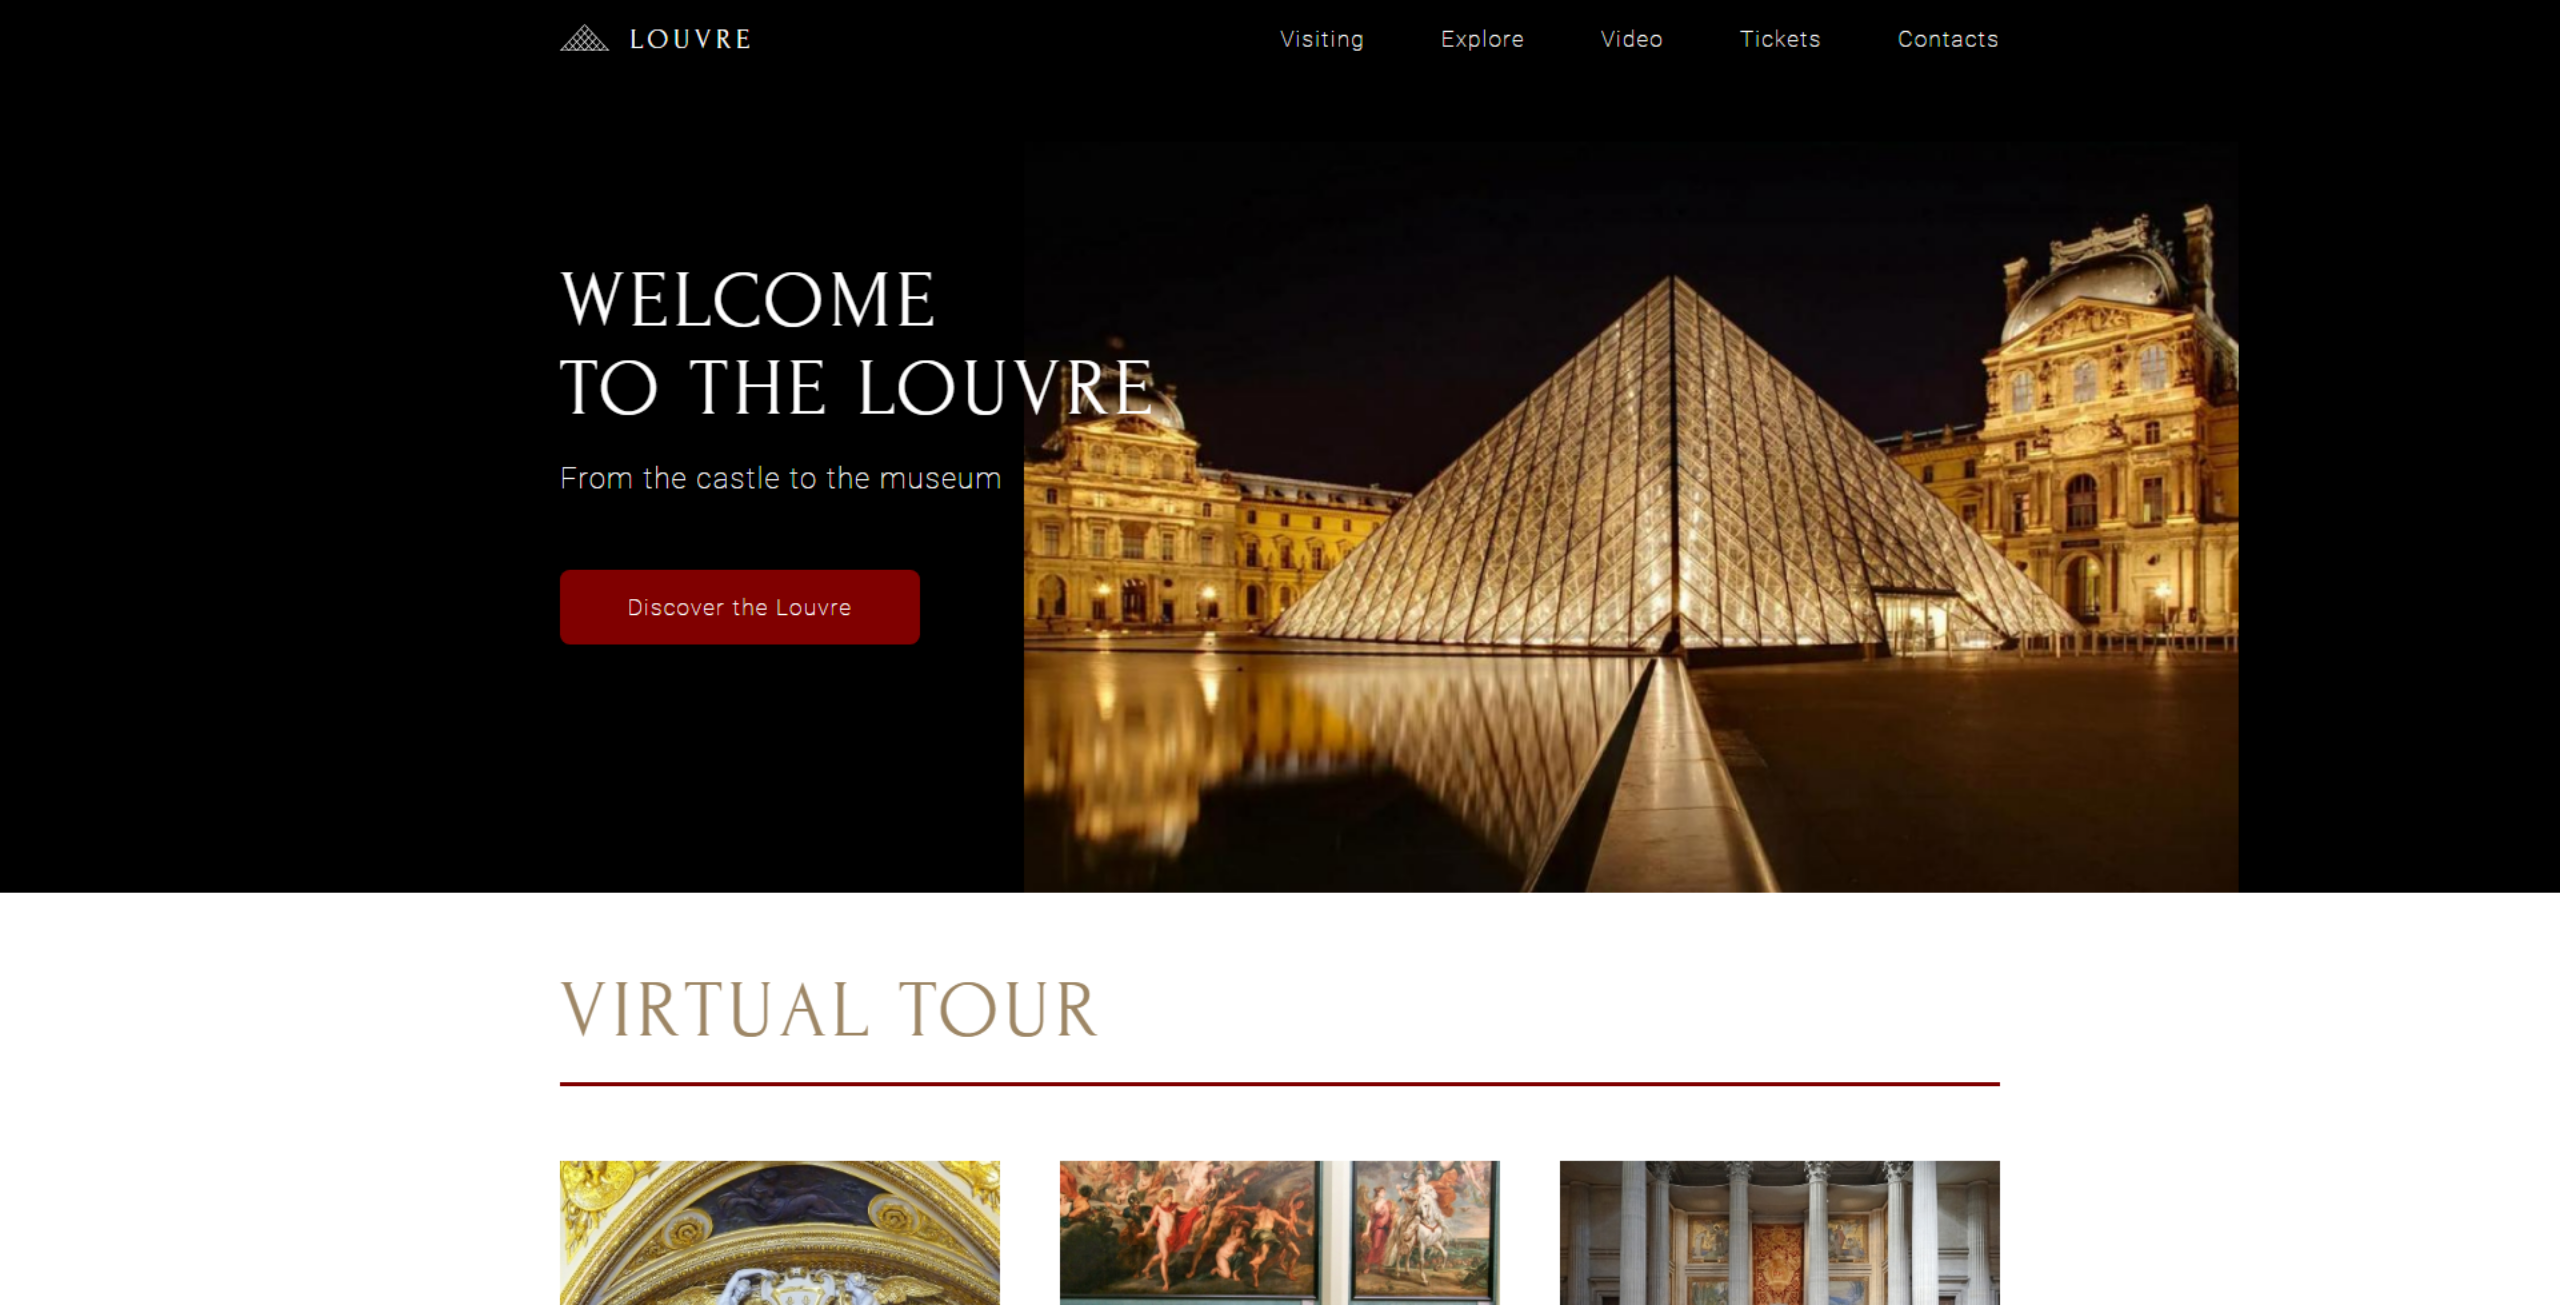 LOUVRE
Visiting
Explore
Video
Tickets
Contacts
WELCOME
TO THE LOUVRE
From the castle to the museum
Discover the Louvre
VIRTUAL TOUR